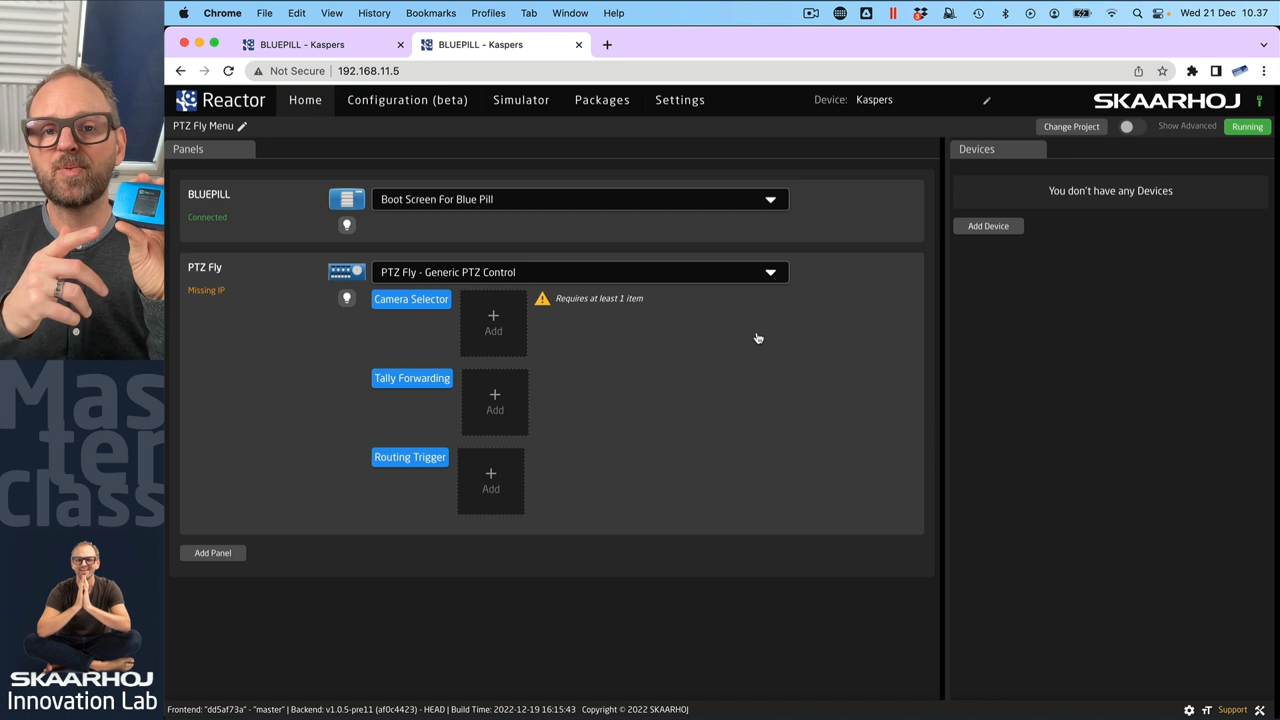 Chrome File Edit View History Bookmarks Profiles Tab Window Help Wed 21 Dec 10.37
BLUEPILL - Kaspers BLUEPILL - Kaspers
Not Secure 192.168.11.5
Reactor Home Configuration (beta) Simulator Packages Settings Device: Kaspers SKAARHOJ
PTZ Fly Menu Change Project Show Advanced Running
Panels
BLUEPILL
Connected
Boot Screen For Blue Pill
PTZ Fly
Missing IP
PTZ Fly - Generic PTZ Control
Camera Selector
+
Add
Requires at least 1 item
Tally Forwarding
+
Add
Routing Trigger
+
Add
Add Panel
Devices
You don't have any Devices
Add Device
Mas
ter
Class
SKAARHOJ
Innovation Lab
Frontend: "dd5af73a" - "master" | Backend: v1.0.5-pre11 (af0c4423) - HEAD | Build Time: 2022-12-19 16:15:43 Copyright © 2022 SKAARHOJ
Support